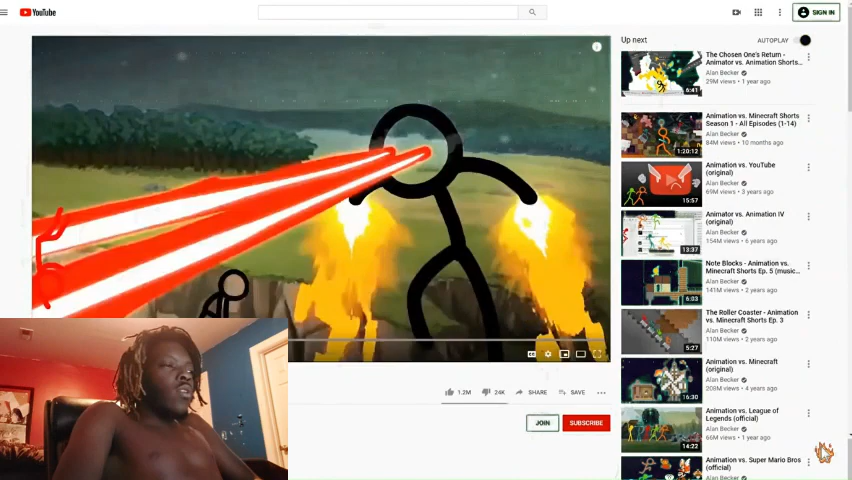 YouTube
SIGN IN
Up next
AUTOPLAY
The Chosen One's Return -
Animator vs. Animation Shorts...
Alan Becker
29M views • 1 year ago
6:41
Animation vs. Minecraft Shorts
Season 1 - All Episodes (1-14)
Alan Becker
84M views • 10 months ago
1:20:12
Animation vs. YouTube
(original)
Alan Becker
69M views • 3 years ago
15:57
Animator vs. Animation IV
(original)
Alan Becker
154M views • 6 years ago
13:37
Note Blocks - Animation vs.
Minecraft Shorts Ep. 5 (music...
Alan Becker
141M views • 2 years ago
6:03
The Roller Coaster - Animation
vs. Minecraft Shorts Ep. 3
Alan Becker
110M views • 2 years ago
5:27
Animation vs. Minecraft
(original)
Alan Becker
208M views • 4 years ago
16:30
Animation vs. League of
Legends (official)
Alan Becker
66M views • 1 year ago
14:22
Animation vs. Super Mario Bros
(official)
Alan Becker
1.2M
24K
SHARE
SAVE
JOIN
SUBSCRIBE